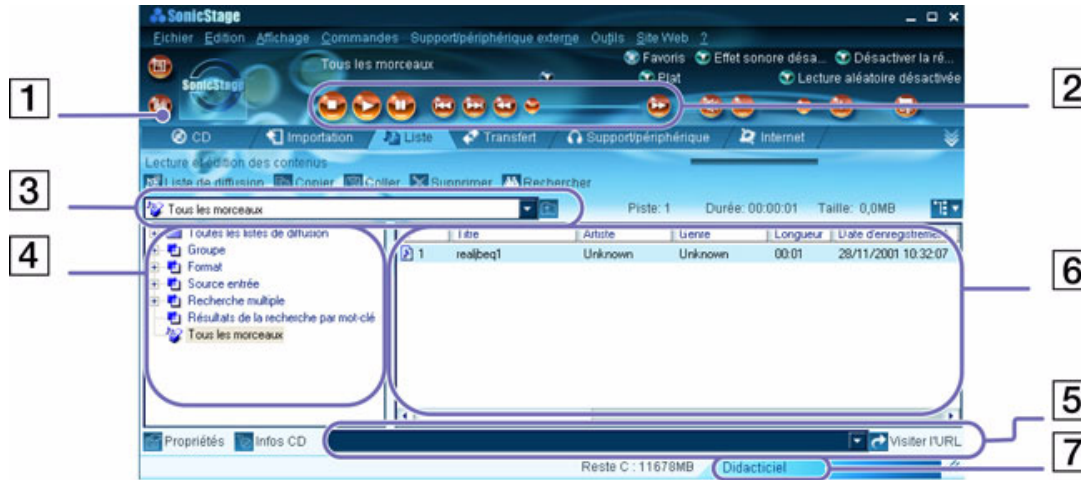 SonicStage
Eichier Edition Affichage Commandes Support/périphérique externe Outils Site Web ?
Tous les morceaux
Favoris Effet sonore désa... Désactiver la ré...
Plat Lecture aléatoire désactivée
SonicStage
1
2
CD Importation Liste Transfert Support/périphérique Internet
Lecture et édition des contenus
Liste de diffusion Copier Coller Supprimer Rechercher
3
Tous les morceaux
Piste: 1 Durée: 00:00:01 Taille: 0,0MB
4
Toutes les listes de diffusion
Groupe
Format
Source entrée
Recherche multiple
Résultats de la recherche par mot-clé
Tous les morceaux
Titre Artiste Genre Longueur Date d'enregistremen
1 realjbeq1 Unknown Unknown 00:01 28/11/2001 10:32:07
6
5
Propriétés Infos CD
Visiter l'URL
7
Reste C : 11678MB Didacticiel